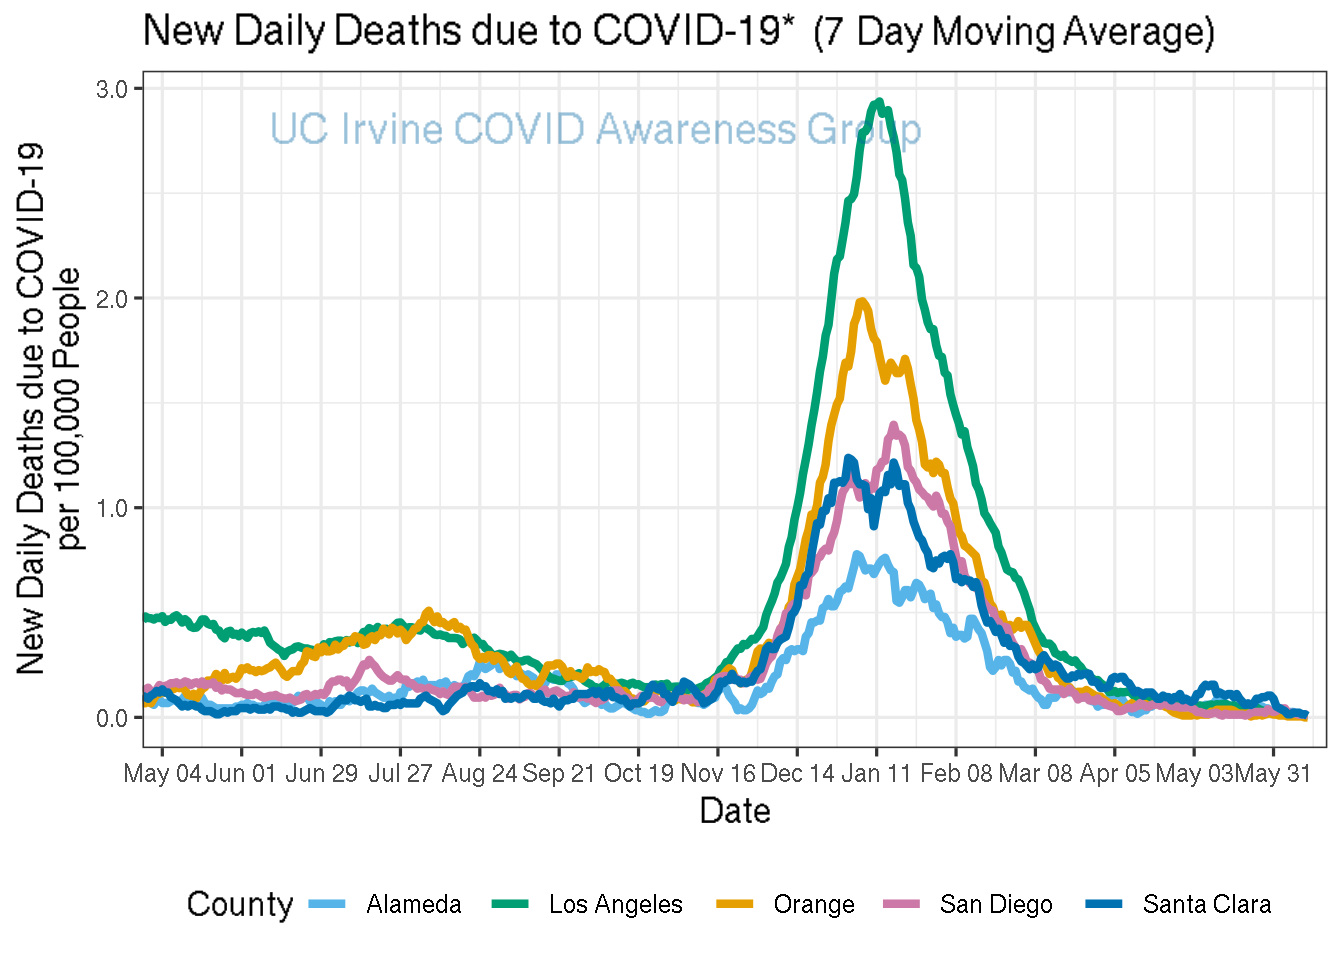 New Daily Deaths due to COVID-19* (7 Day Moving Average)
UC Irvine COVID Awareness Group
New Daily Deaths due to COVID-19
per 100,000 People
3.0
2.0
1.0
0.0
May 04 Jun 01 Jun 29 Jul 27 Aug 24 Sep 21 Oct 19 Nov 16 Dec 14 Jan 11 Feb 08 Mar 08 Apr 05 May 03 May 31
Date
County Alameda Los Angeles Orange San Diego Santa Clara